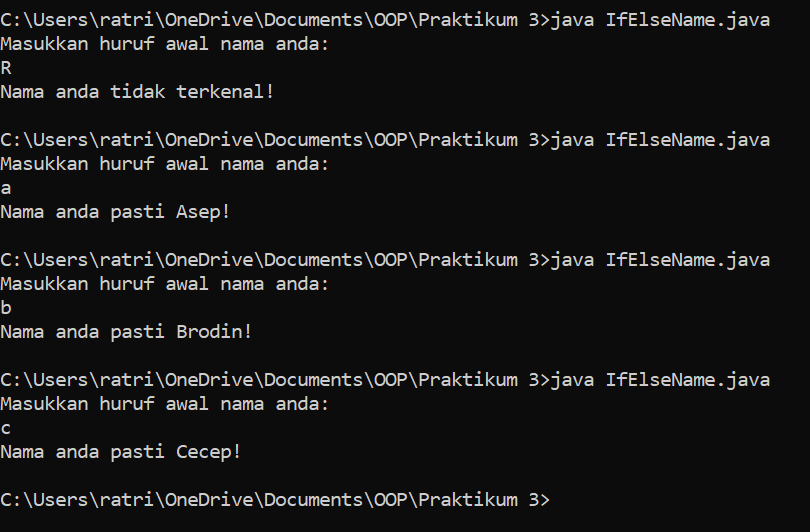 C:\Users\ratri\OneDrive\Documents\OOP\Praktikum 3>java IfElseName.java
Masukkan huruf awal nama anda:
R
Nama anda tidak terkenal!
C:\Users\ratri\OneDrive\Documents\OOP\Praktikum 3>java IfElseName.java
Masukkan huruf awal nama anda:
a
Nama anda pasti Asep!
C:\Users\ratri\OneDrive\Documents\OOP\Praktikum 3>java IfElseName.java
Masukkan huruf awal nama anda:
b
Nama anda pasti Brodin!
C:\Users\ratri\OneDrive\Documents\OOP\Praktikum 3>java IfElseName.java
Masukkan huruf awal nama anda:
c
Nama anda pasti Cecep!
C:\Users\ratri\OneDrive\Documents\OOP\Praktikum 3>